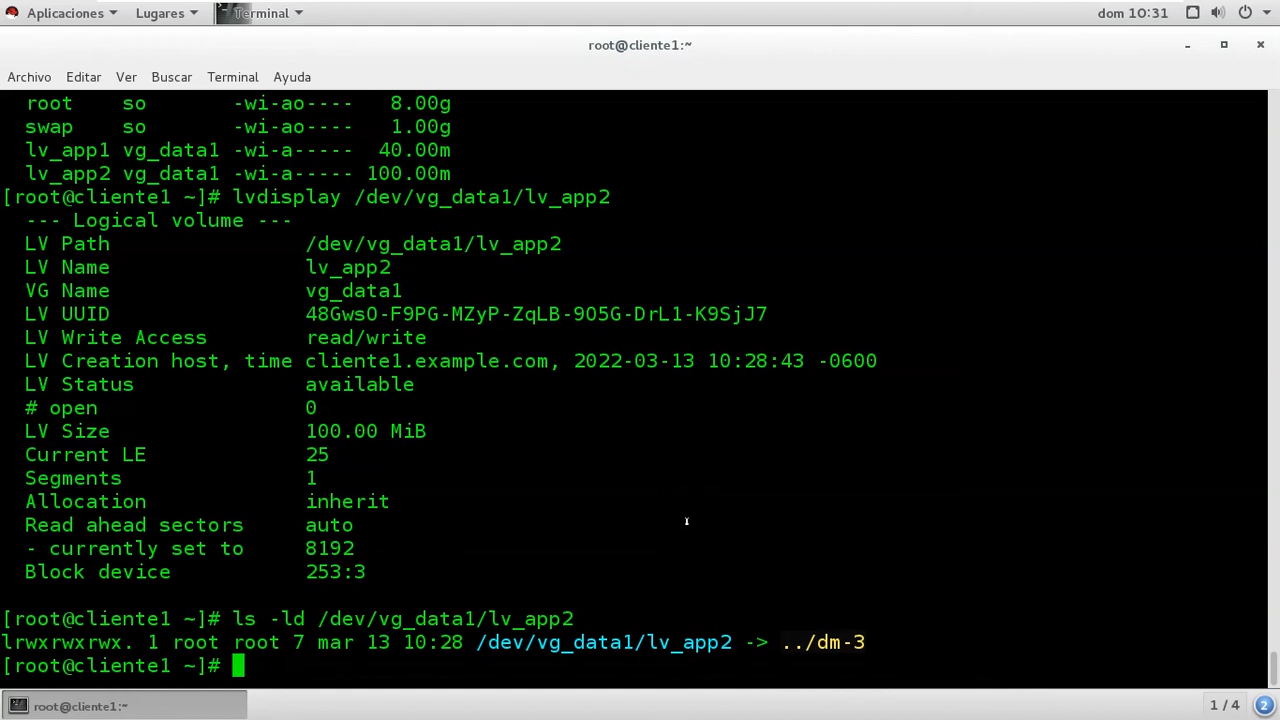 Aplicaciones Lugares Terminal dom 10:31
root@cliente1:~
Archivo Editar Ver Buscar Terminal Ayuda
root so -wi-ao---- 8.00g
swap so -wi-ao---- 1.00g
lv_app1 vg_data1 -wi-a----- 40.00m
lv_app2 vg_data1 -wi-a----- 100.00m
[root@cliente1 ~]# lvdisplay /dev/vg_data1/lv_app2
--- Logical volume ---
LV Path /dev/vg_data1/lv_app2
LV Name lv_app2
VG Name vg_data1
LV UUID 48GwsO-F9PG-MZyP-ZqLB-9O5G-DrL1-K9SjJ7
LV Write Access read/write
LV Creation host, time cliente1.example.com, 2022-03-13 10:28:43 -0600
LV Status available
# open 0
LV Size 100.00 MiB
Current LE 25
Segments 1
Allocation inherit
Read ahead sectors auto
- currently set to 8192
Block device 253:3
[root@cliente1 ~]# ls -ld /dev/vg_data1/lv_app2
lrwxrwxrwx. 1 root root 7 mar 13 10:28 /dev/vg_data1/lv_app2 -> ../dm-3
[root@cliente1 ~]#
root@cliente1:~ 1 / 4 2